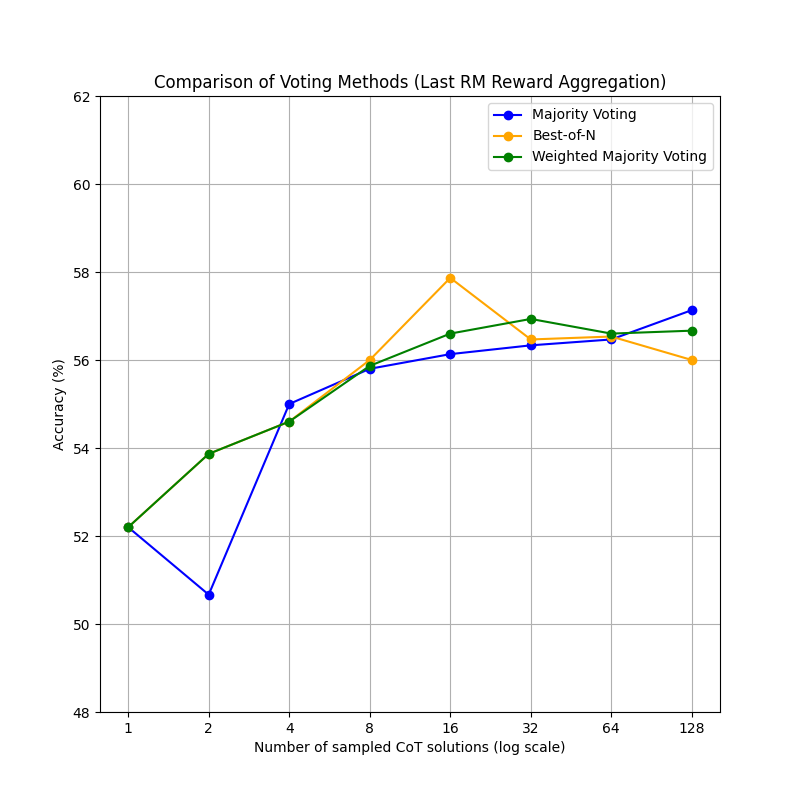 Comparison of Voting Methods (Last RM Reward Aggregation)
Majority Voting
Best-of-N
Weighted Majority Voting
62
60
58
56
54
52
50
48
Accuracy (%)
1 2 4 8 16 32 64 128
Number of sampled CoT solutions (log scale)